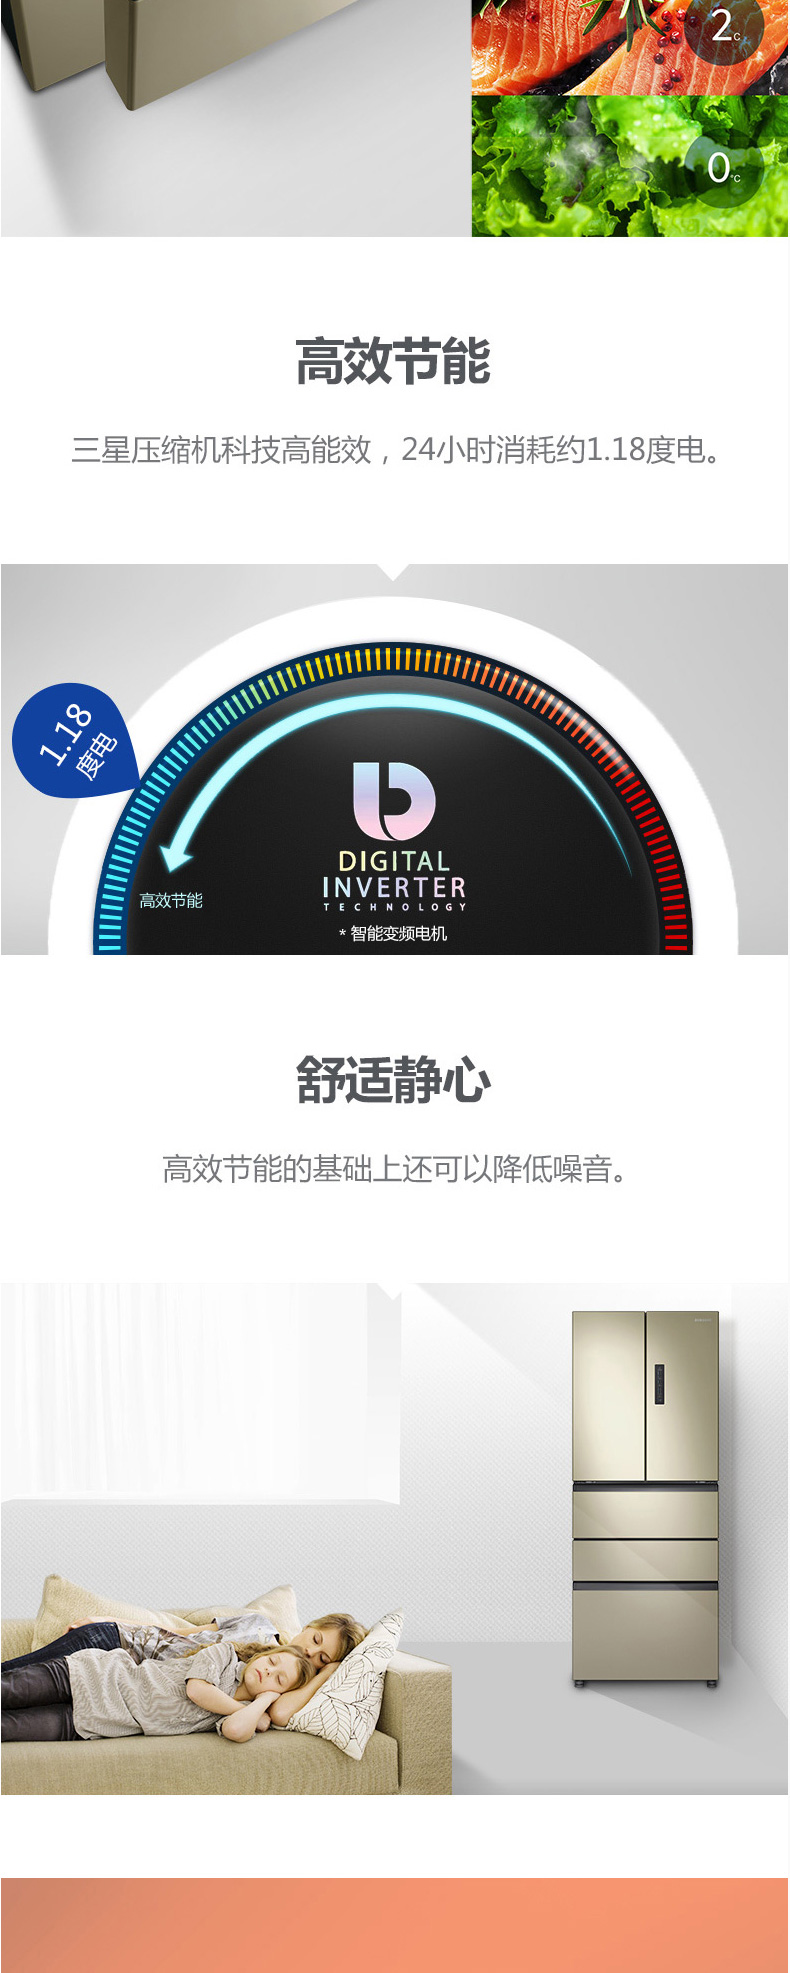 2℃
0℃
高效节能
三星压缩机科技高能效，24小时消耗约1.18度电。
1.18
度电
DIGITAL
INVERTER
TECHNOLOGY
高效节能
* 智能变频电机
舒适静心
高效节能的基础上还可以降低噪音。